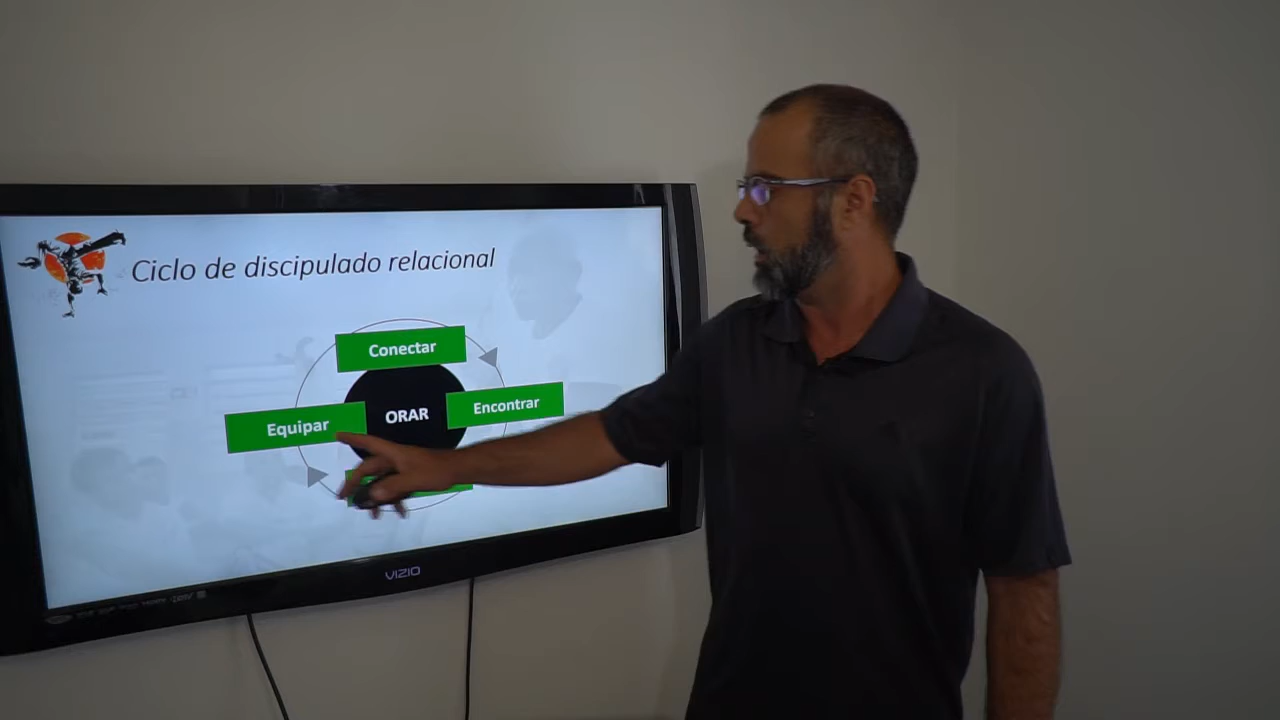 Ciclo de discipulado relacional
Conectar
Encontrar
ORAR
Equipar
VIZIO